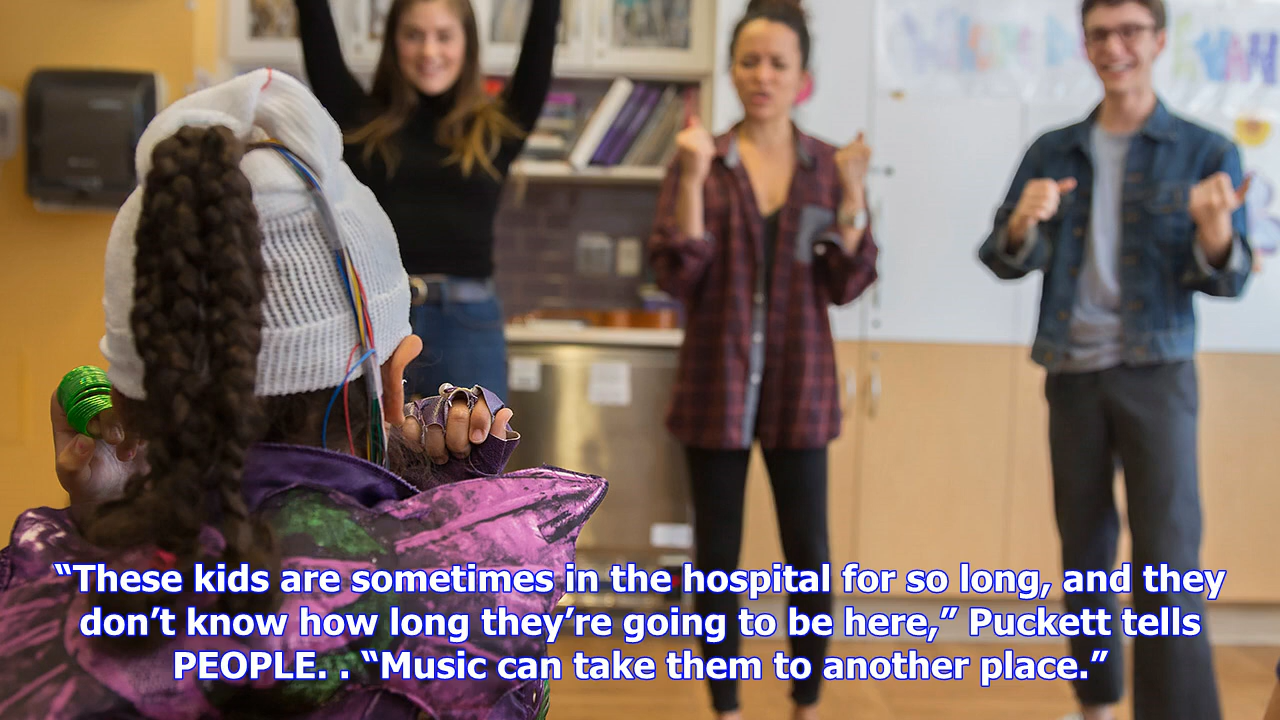 “These kids are sometimes in the hospital for so long, and they
don’t know how long they’re going to be here,” Puckett tells
PEOPLE. . “Music can take them to another place.”